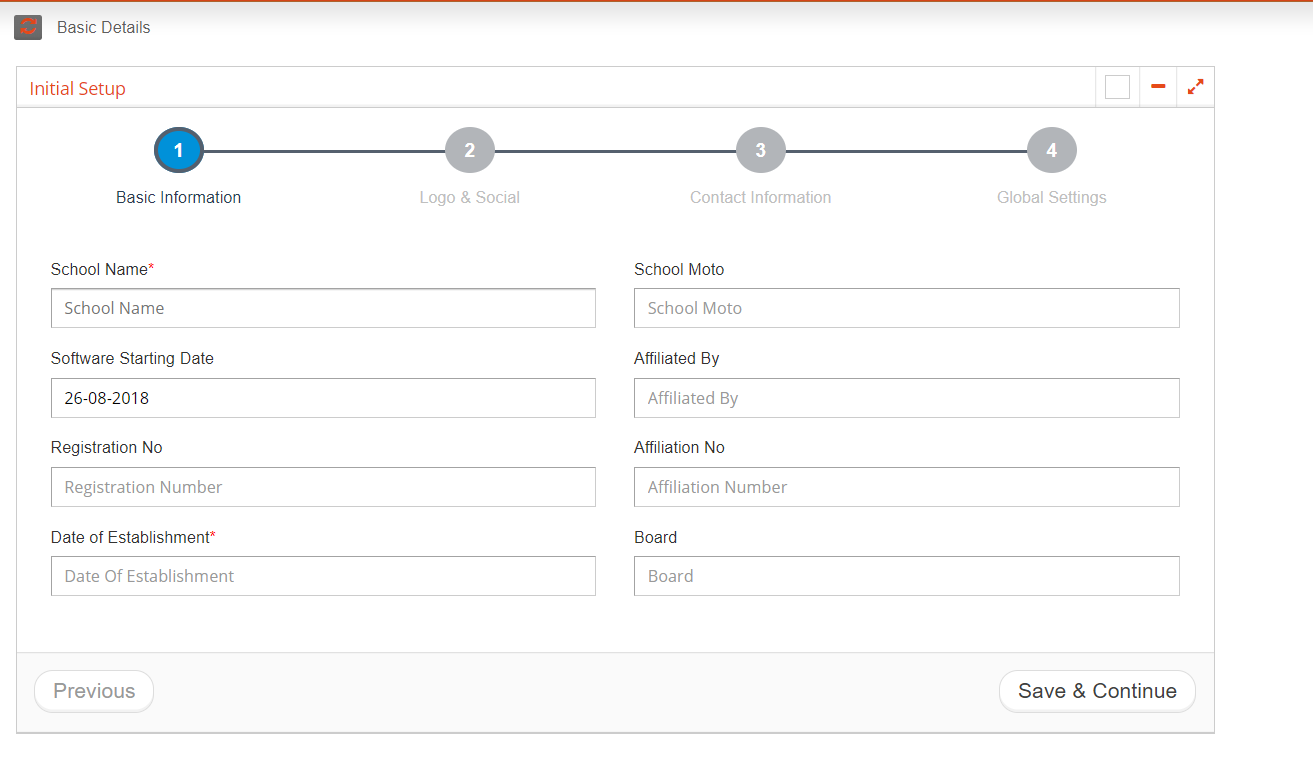 Basic Details
Initial Setup
1 2 3 4
Basic Information Logo & Social Contact Information Global Settings
School Name* School Moto
School Name School Moto
Software Starting Date Affiliated By
26-08-2018 Affiliated By
Registration No Affiliation No
Registration Number Affiliation Number
Date of Establishment* Board
Date Of Establishment Board
Previous Save & Continue